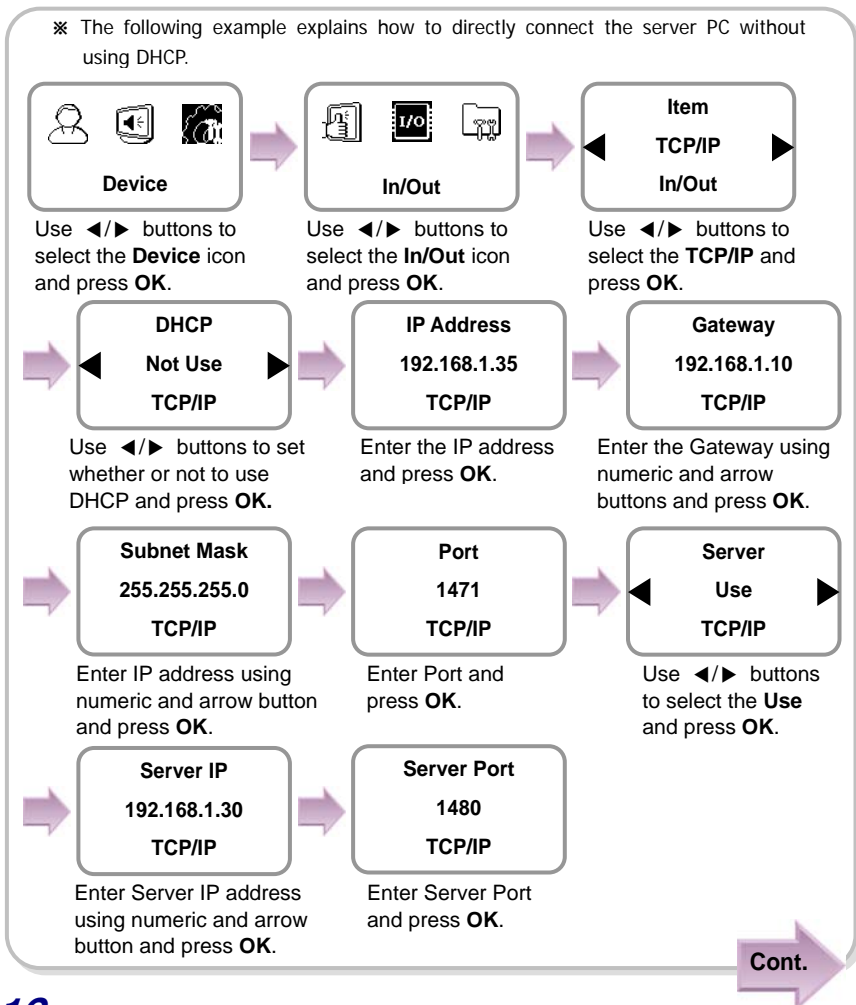 ※ The following example explains how to directly connect the server PC without
using DHCP.
I/O
Item
TCP/IP
In/Out
Device
In/Out
Use ◀/▶ buttons to
select the Device icon
and press OK.
Use ◀/▶ buttons to
select the In/Out icon
and press OK.
Use ◀/▶ buttons to
select the TCP/IP and
press OK.
DHCP
Not Use
TCP/IP
IP Address
192.168.1.35
TCP/IP
Gateway
192.168.1.10
TCP/IP
Use ◀/▶ buttons to set
whether or not to use
DHCP and press OK.
Enter the IP address
and press OK.
Enter the Gateway using
numeric and arrow
buttons and press OK.
Subnet Mask
255.255.255.0
TCP/IP
Port
1471
TCP/IP
Server
Use
TCP/IP
Enter IP address using
numeric and arrow button
and press OK.
Enter Port and
press OK.
Use ◀/▶ buttons
to select the Use
and press OK.
Server IP
192.168.1.30
TCP/IP
Server Port
1480
TCP/IP
Enter Server IP address
using numeric and arrow
button and press OK.
Enter Server Port
and press OK.
Cont.